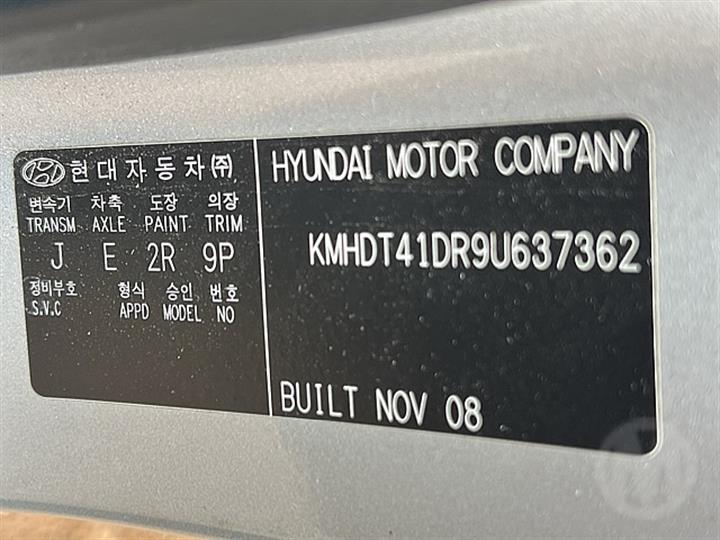 현대자동차(주)
변속기 차축 도장 의장
TRANSM AXLE PAINT TRIM
J E 2R 9P
정비부호 형식 승인 번호
S.V.C APPD MODEL NO
HYUNDAI MOTOR COMPANY
KMHDT41DR9U637362
BUILT NOV 08